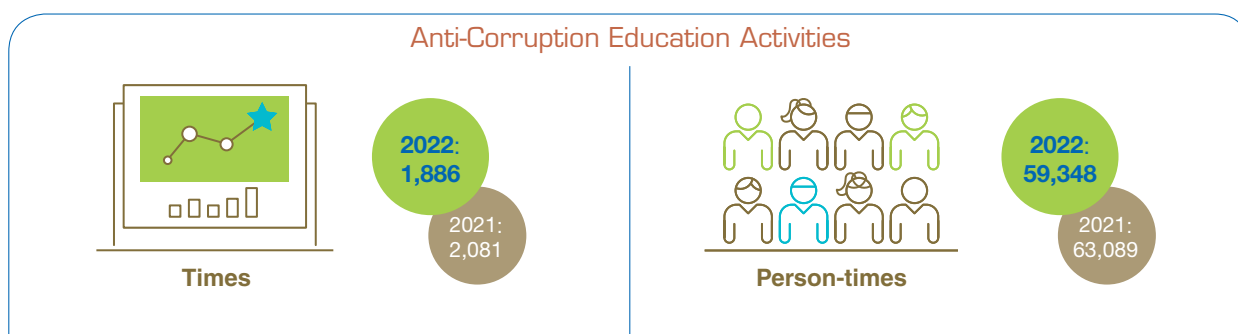 Anti-Corruption Education Activities
2022:
1,886
2021:
2,081
Times
2022:
59,348
2021:
63,089
Person-times